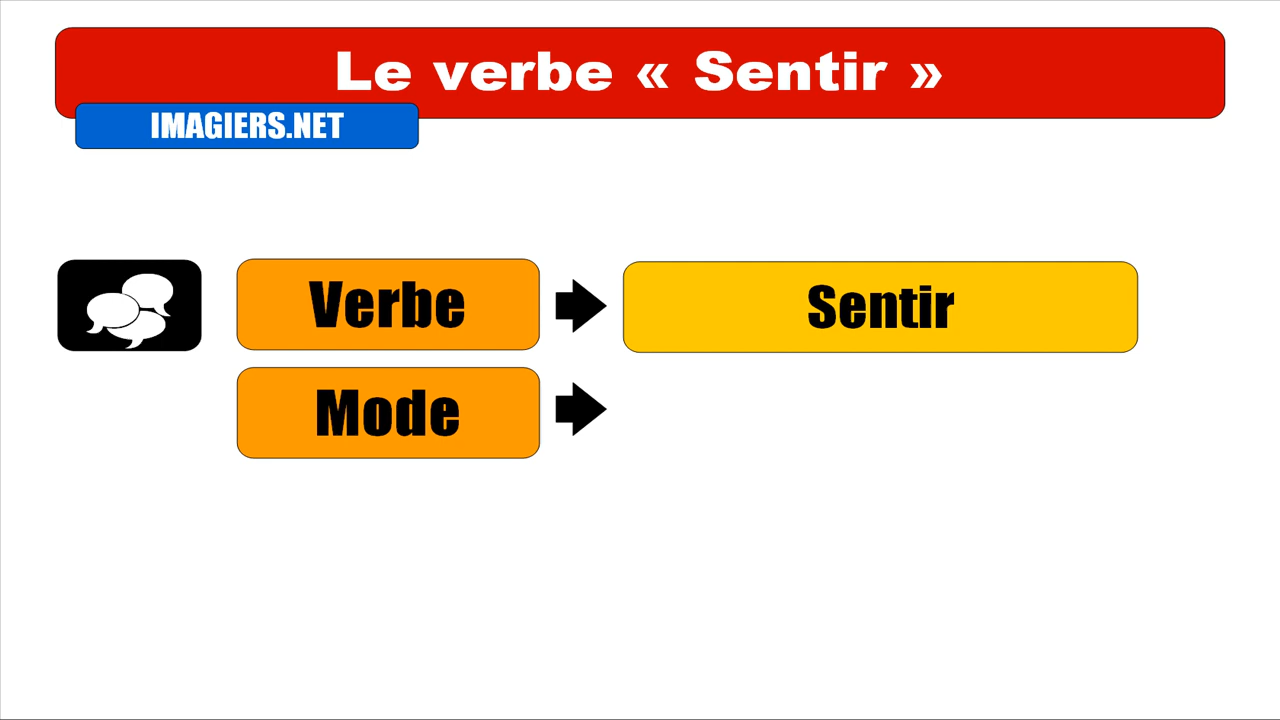 Le verbe « Sentir »
IMAGIERS.NET
Verbe
Sentir
Mode